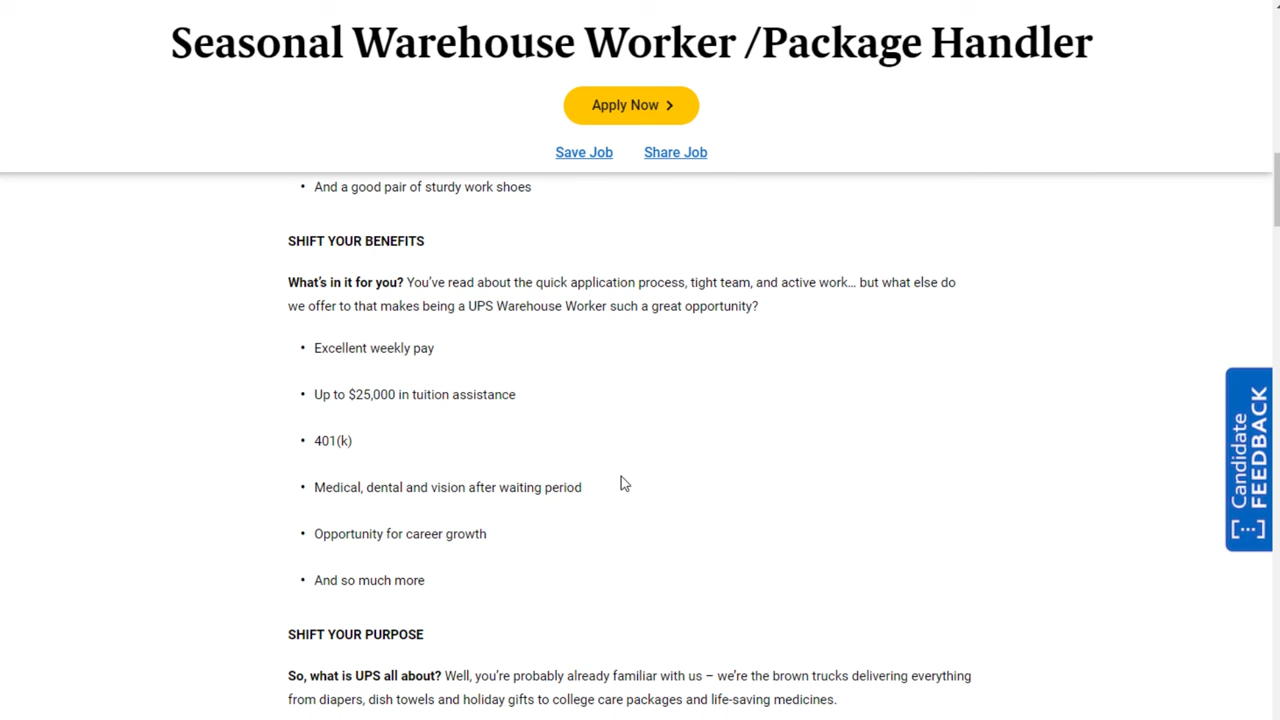 Seasonal Warehouse Worker /Package Handler
Apply Now
Save Job Share Job
• And a good pair of sturdy work shoes
SHIFT YOUR BENEFITS
What's in it for you? You've read about the quick application process, tight team, and active work... but what else do
we offer to that makes being a UPS Warehouse Worker such a great opportunity?
• Excellent weekly pay
• Up to $25,000 in tuition assistance
• 401(k)
• Medical, dental and vision after waiting period
• Opportunity for career growth
• And so much more
SHIFT YOUR PURPOSE
So, what is UPS all about? Well, you're probably already familiar with us – we're the brown trucks delivering everything
from diapers, dish towels and holiday gifts to college care packages and life-saving medicines.
Candidate
FEEDBACK